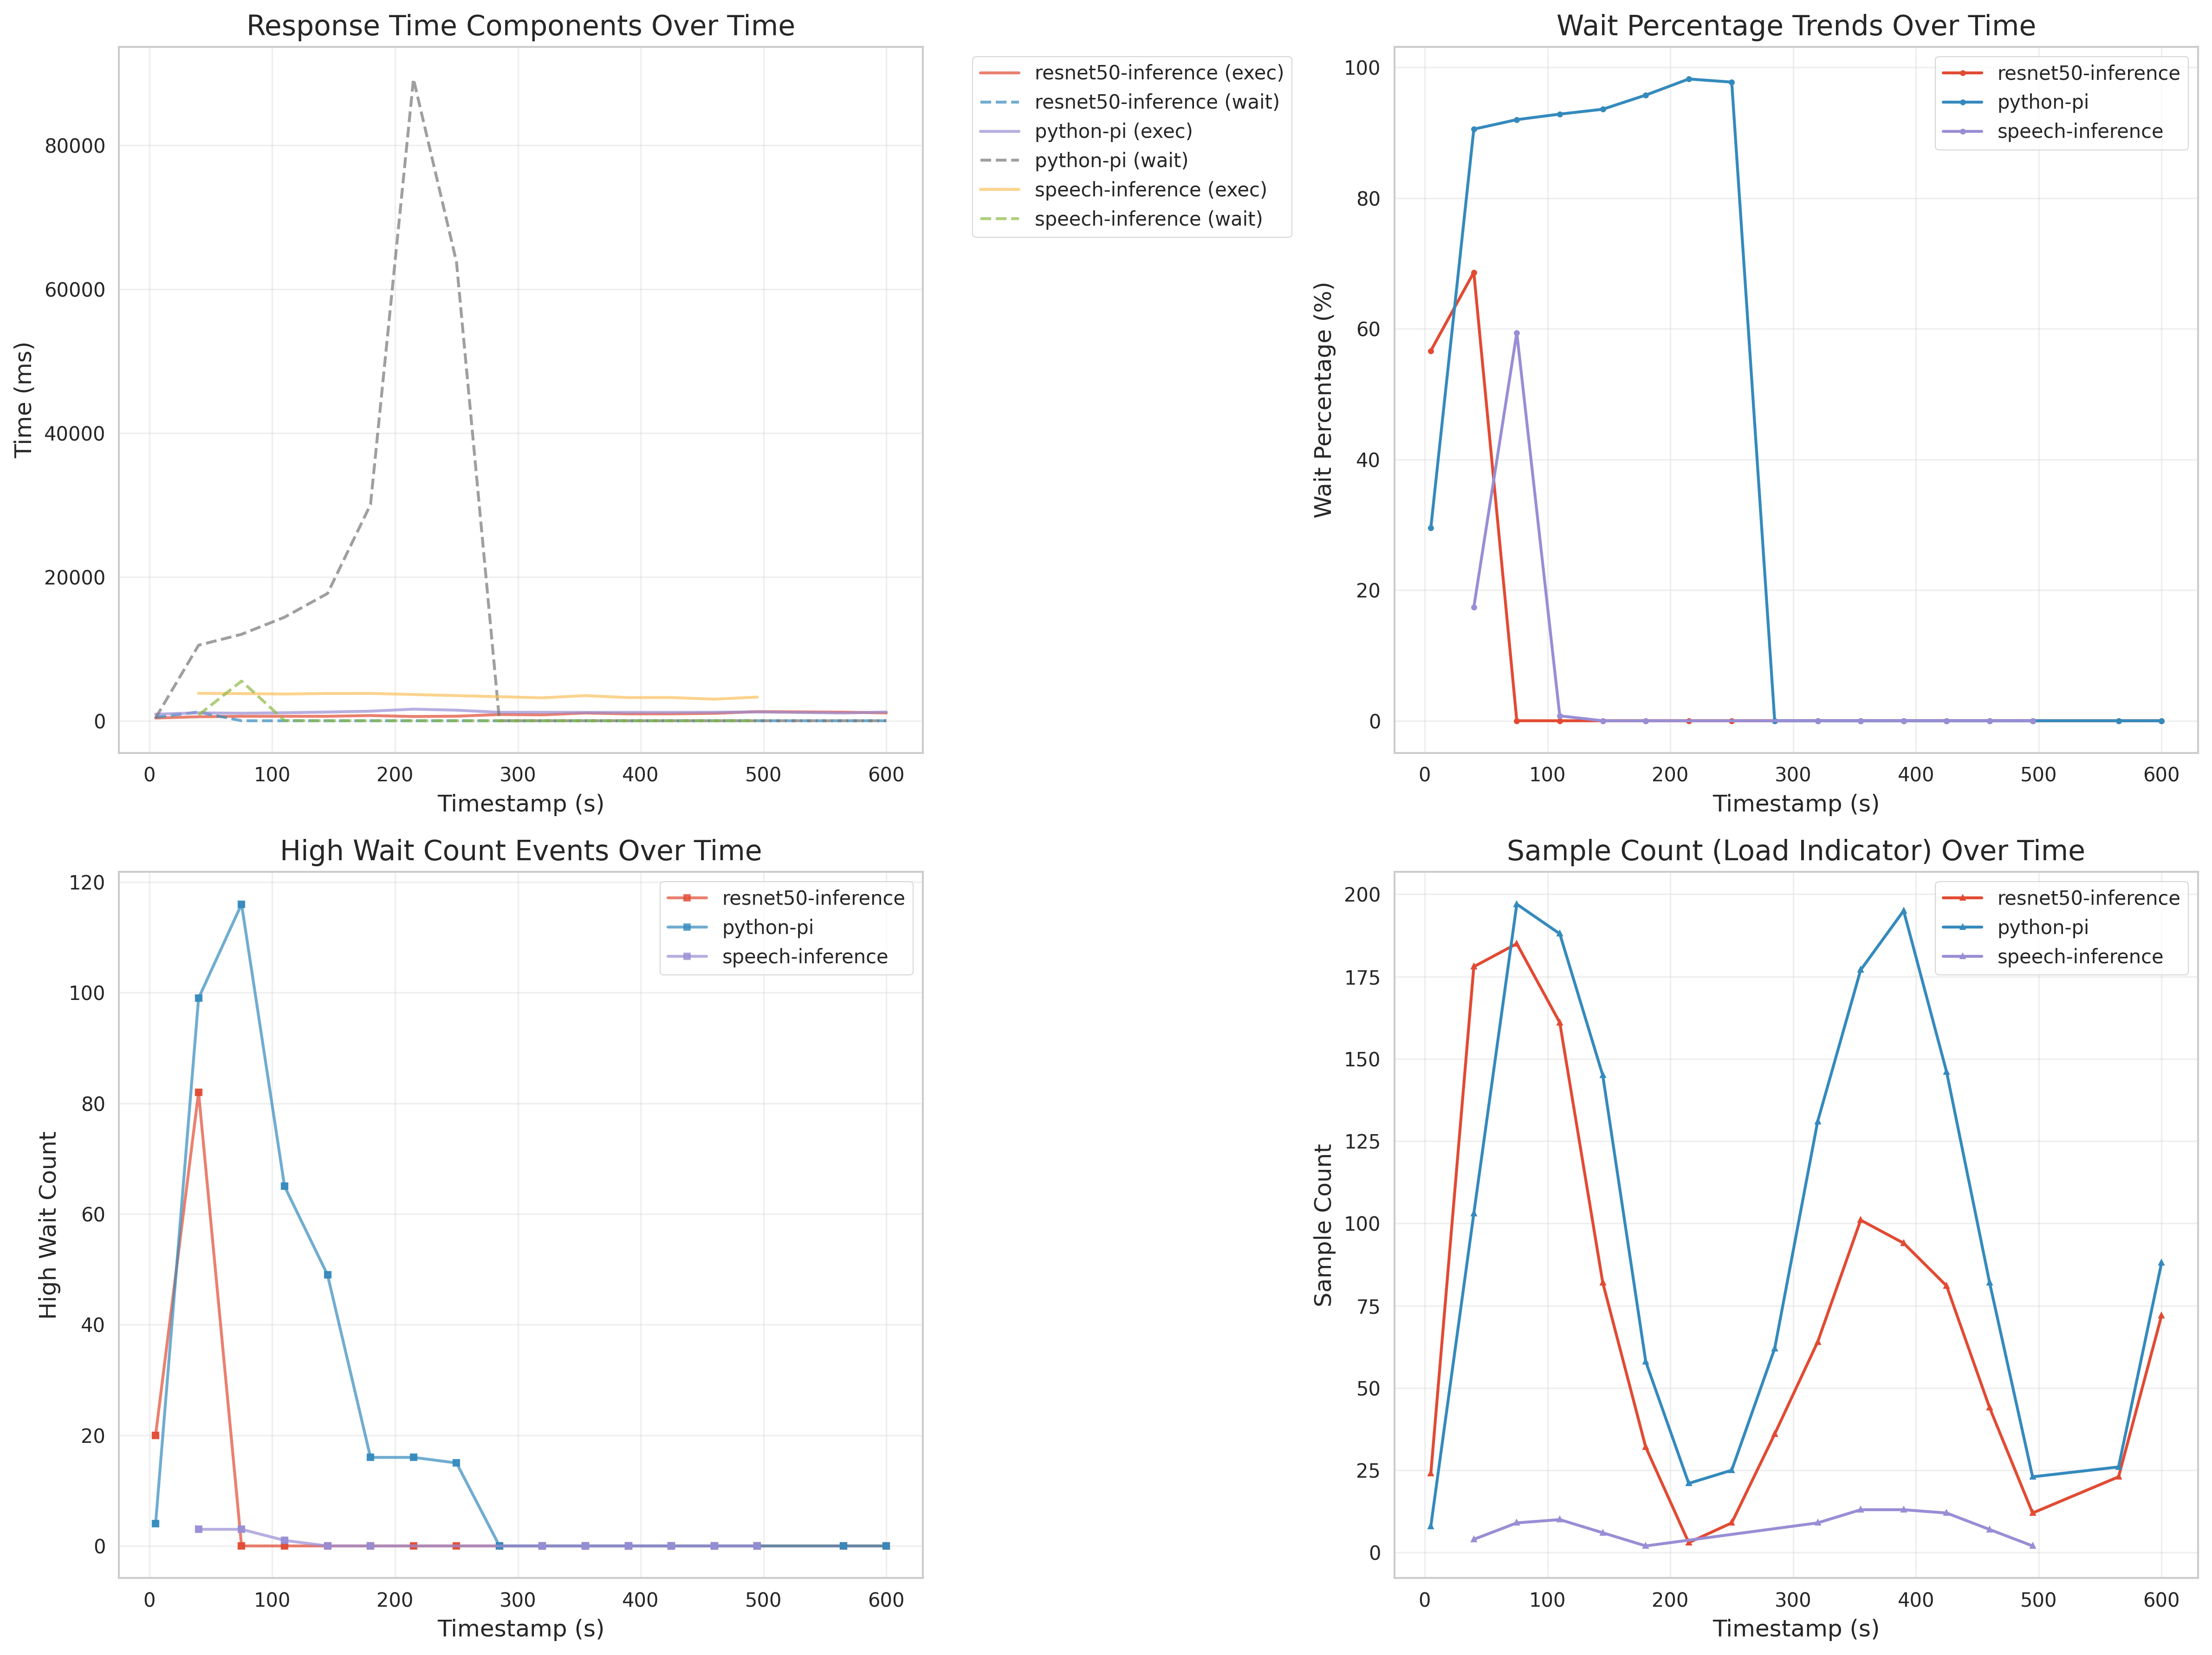 Response Time Components Over Time
Time (ms)
80000
60000
40000
20000
0
0 100 200 300 400 500 600
Timestamp (s)
resnet50-inference (exec)
resnet50-inference (wait)
python-pi (exec)
python-pi (wait)
speech-inference (exec)
speech-inference (wait)
Wait Percentage Trends Over Time
Wait Percentage (%)
100
80
60
40
20
0
0 100 200 300 400 500 600
Timestamp (s)
resnet50-inference
python-pi
speech-inference
High Wait Count Events Over Time
High Wait Count
120
100
80
60
40
20
0
0 100 200 300 400 500 600
Timestamp (s)
resnet50-inference
python-pi
speech-inference
Sample Count (Load Indicator) Over Time
Sample Count
200
175
150
125
100
75
50
25
0
0 100 200 300 400 500 600
Timestamp (s)
resnet50-inference
python-pi
speech-inference